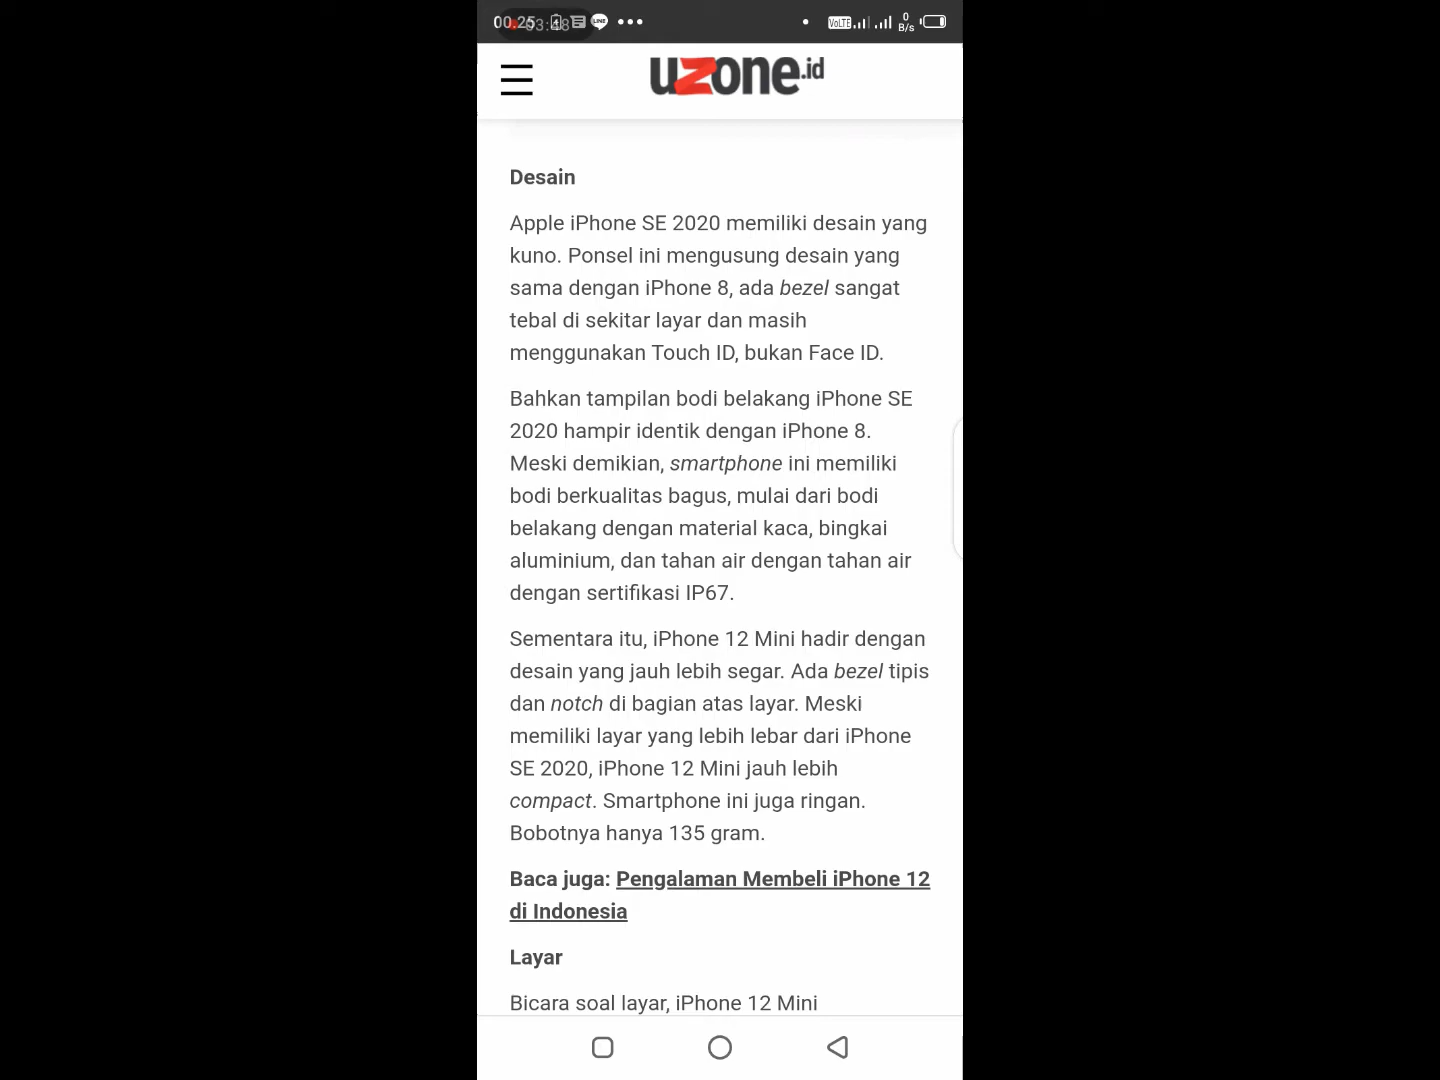 00.25
03:48
LINE
VoLTE
0
B/s
uzone.id
Desain
Apple iPhone SE 2020 memiliki desain yang
kuno. Ponsel ini mengusung desain yang
sama dengan iPhone 8, ada bezel sangat
tebal di sekitar layar dan masih
menggunakan Touch ID, bukan Face ID.
Bahkan tampilan bodi belakang iPhone SE
2020 hampir identik dengan iPhone 8.
Meski demikian, smartphone ini memiliki
bodi berkualitas bagus, mulai dari bodi
belakang dengan material kaca, bingkai
aluminium, dan tahan air dengan tahan air
dengan sertifikasi IP67.
Sementara itu, iPhone 12 Mini hadir dengan
desain yang jauh lebih segar. Ada bezel tipis
dan notch di bagian atas layar. Meski
memiliki layar yang lebih lebar dari iPhone
SE 2020, iPhone 12 Mini jauh lebih
compact. Smartphone ini juga ringan.
Bobotnya hanya 135 gram.
Baca juga: Pengalaman Membeli iPhone 12
di Indonesia
Layar
Bicara soal layar, iPhone 12 Mini